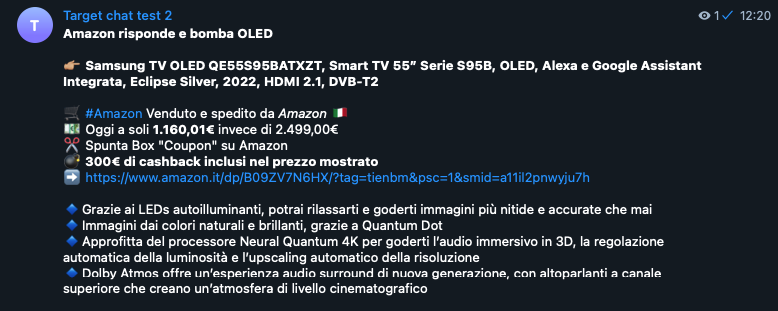 T
Target chat test 2
1 12:20
Amazon risponde e bomba OLED
Samsung TV OLED QE55S95BATXZT, Smart TV 55” Serie S95B, OLED, Alexa e Google Assistant
Integrata, Eclipse Silver, 2022, HDMI 2.1, DVB-T2
#Amazon Venduto e spedito da Amazon
Oggi a soli 1.160,01€ invece di 2.499,00€
Spunta Box "Coupon" su Amazon
300€ di cashback inclusi nel prezzo mostrato
https://www.amazon.it/dp/B09ZV7N6HX/?tag=tienbm&psc=1&smid=a11il2pnwyju7h
Grazie ai LEDs autoilluminanti, potrai rilassarti e goderti immagini più nitide e accurate che mai
Immagini dai colori naturali e brillanti, grazie a Quantum Dot
Approfitta del processore Neural Quantum 4K per goderti l’audio immersivo in 3D, la regolazione
automatica della luminosità e l’upscaling automatico della risoluzione
Dolby Atmos offre un’esperienza audio surround di nuova generazione, con altoparlanti a canale
superiore che creano un’atmosfera di livello cinematografico